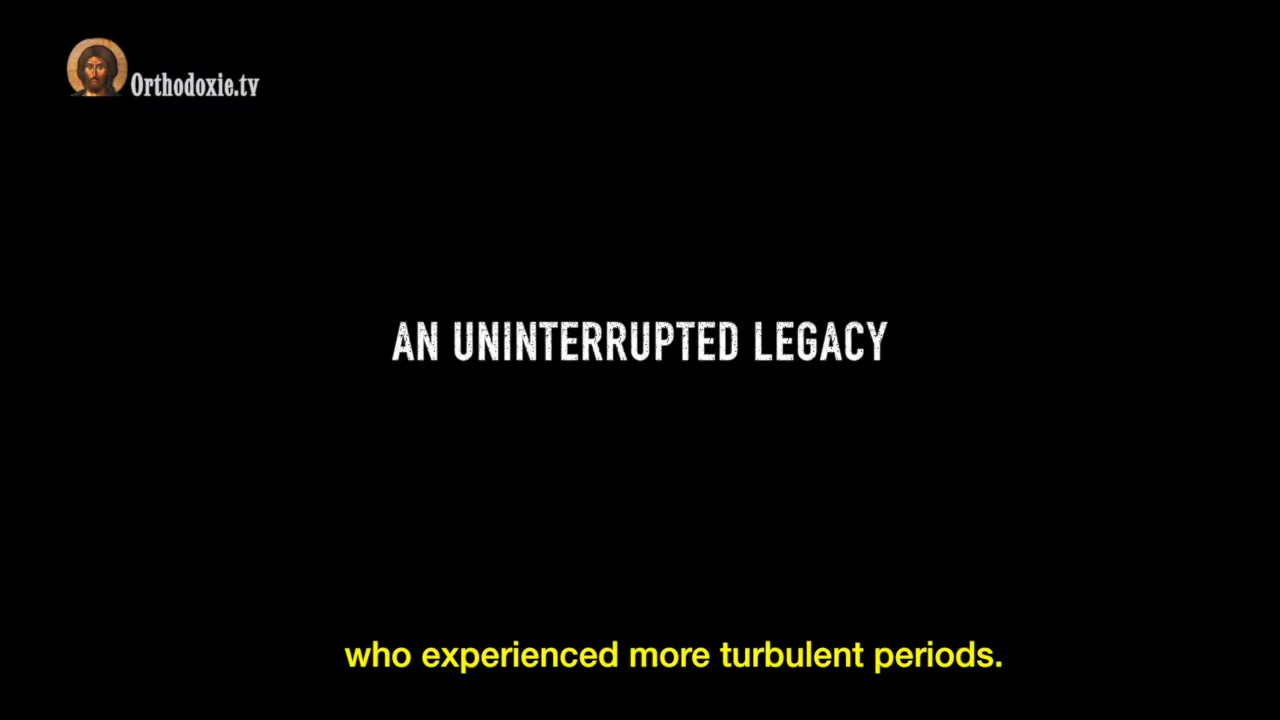 Orthodoxie.tv
AN UNINTERRUPTED LEGACY
who experienced more turbulent periods.